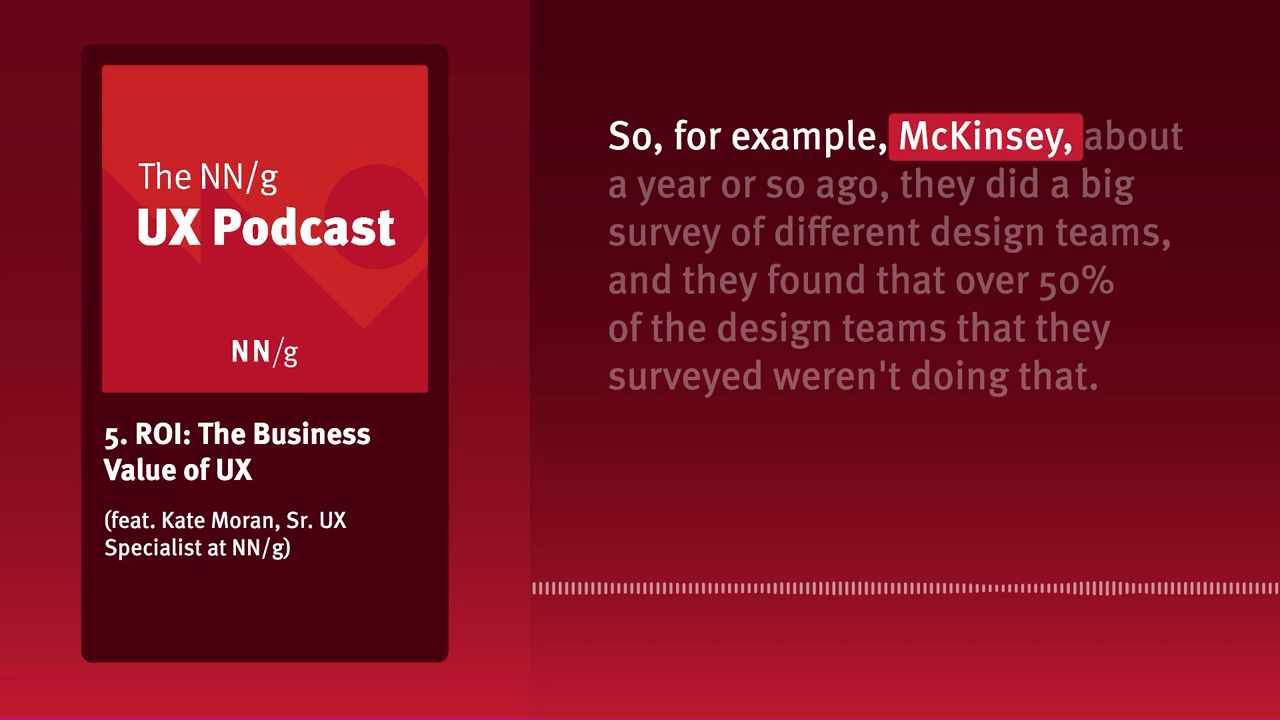 The NN/g
UX Podcast
NN/g
5. ROI: The Business
Value of UX
(feat. Kate Moran, Sr. UX
Specialist at NN/g)
So, for example, McKinsey, about
a year or so ago, they did a big
survey of different design teams,
and they found that over 50%
of the design teams that they
surveyed weren't doing that.